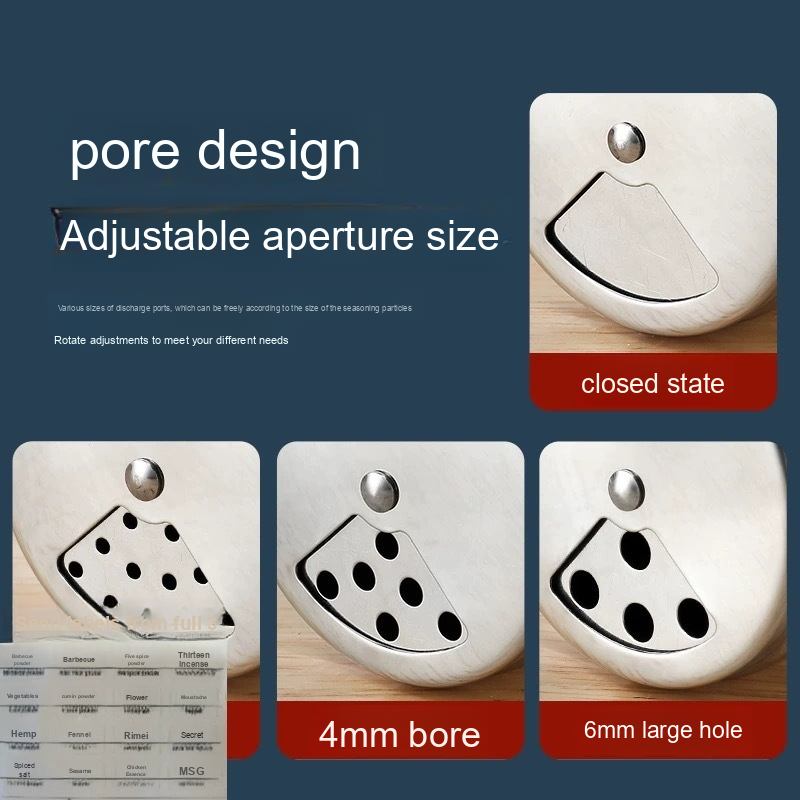 pore design
Adjustable aperture size
Various sizes of discharge ports, which can be freely according to the size of the seasoning particles
Rotate adjustments to meet your different needs
closed state
4mm bore
6mm large hole
full
Barbecue powder
Barbecue
Five spice powder
Thirteen Incense
Vegetables
cumin powder
Flower
Moustache
Hemp
Fennel
Rimei
Secret
Spiced salt
Sesame
Chicken Essence
MSG